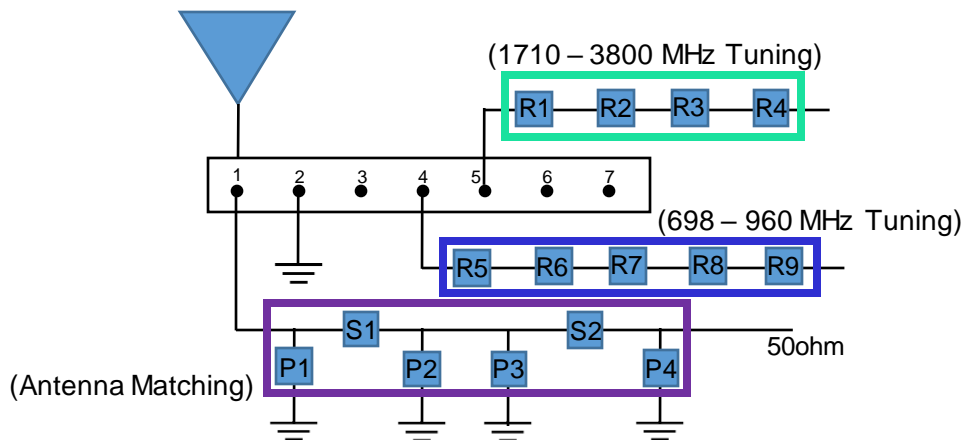 (1710 – 3800 MHz Tuning)
R1 R2 R3 R4
1 2 3 4 5 6 7
(698 – 960 MHz Tuning)
R5 R6 R7 R8 R9
S1 S2
50ohm
P1 P2 P3 P4
(Antenna Matching)